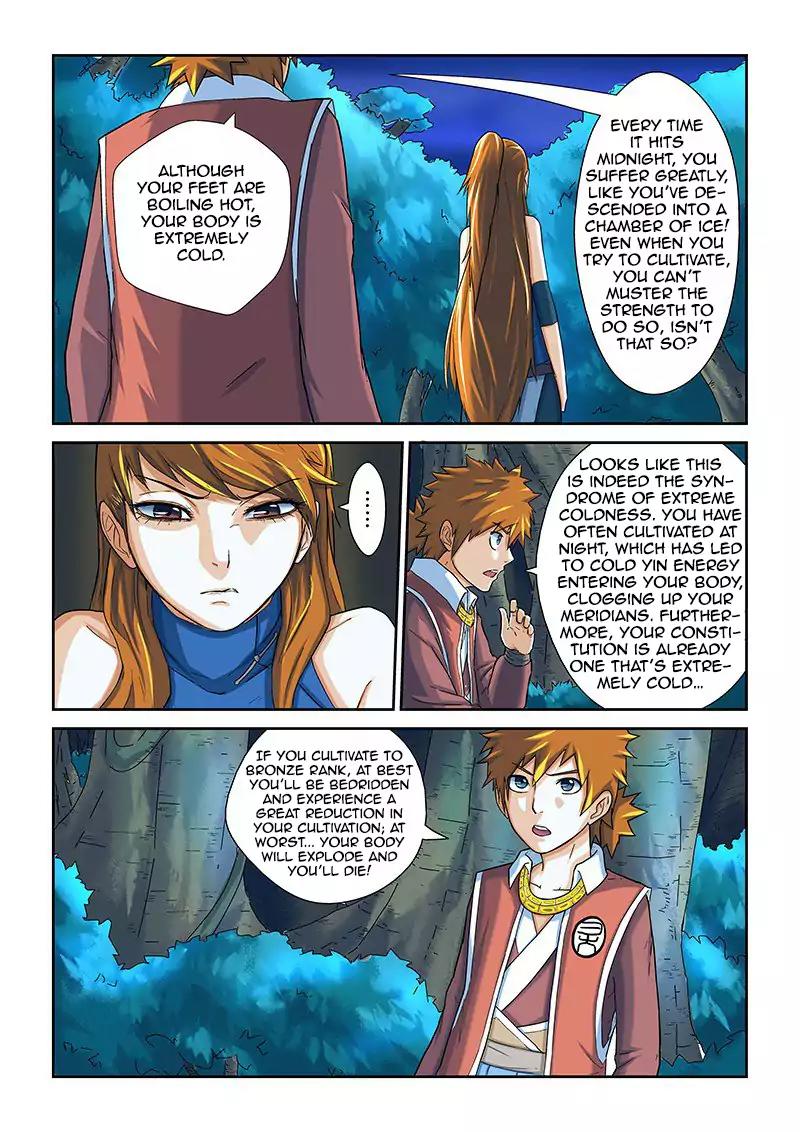 ALTHOUGH
YOUR FEET ARE
BOILING HOT,
YOUR BODY IS
EXTREMELY
COLD.
EVERY TIME
IT HITS
MIDNIGHT, YOU
SUFFER GREATLY,
LIKE YOU'VE DE-
SCENDED INTO A
CHAMBER OF ICE!
EVEN WHEN YOU
TRY TO CULTIVATE,
YOU CAN'T
MUSTER THE
STRENGTH TO
DO SO, ISN'T
THAT SO?
......
LOOKS LIKE THIS
IS INDEED THE SYN-
DROME OF EXTREME
COLDNESS. YOU HAVE
OFTEN CULTIVATED AT
NIGHT, WHICH HAS LED
TO COLD YIN ENERGY
ENTERING YOUR BODY,
CLOGGING UP YOUR
MERIDIANS. FURTHER-
MORE, YOUR CONSTI-
TUTION IS ALREADY
ONE THAT'S EXTRE-
MELY COLD...
IF YOU CULTIVATE TO
BRONZE RANK, AT BEST
YOU'LL BE BEDRIDDEN
AND EXPERIENCE A
GREAT REDUCTION IN
YOUR CULTIVATION; AT
WORST... YOUR BODY
WILL EXPLODE AND
YOU'LL DIE!